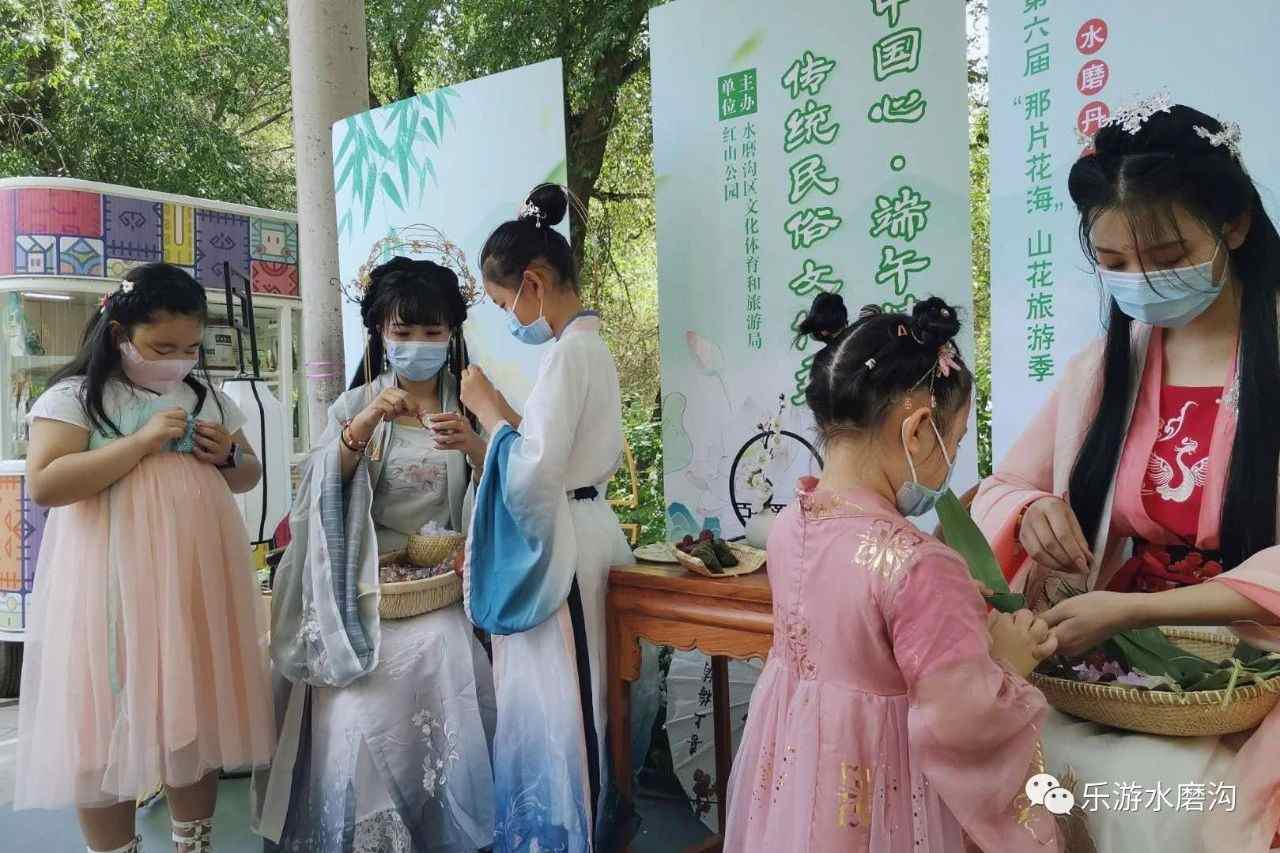 中国心·端午情
传统民俗文化
主办
单位
水磨沟区文化体育和旅游局
红山公园
水磨丹
第六届“那片花海”山花旅游季
乐游水磨沟